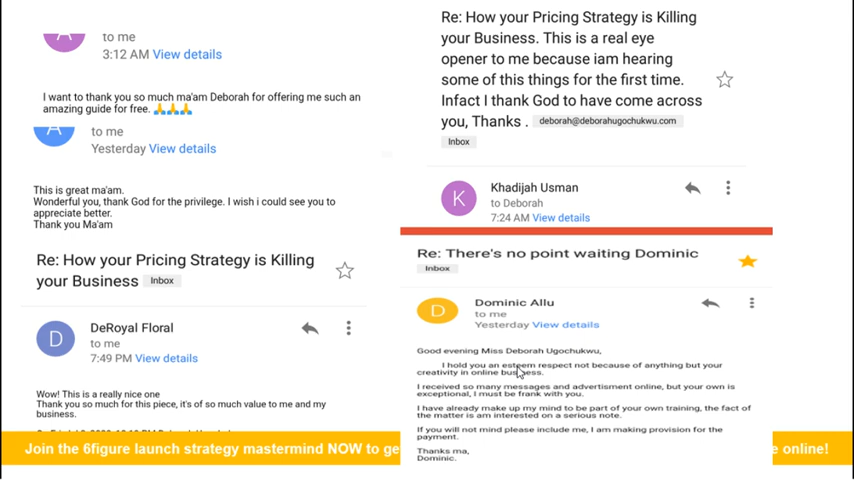 to me
3:12 AM View details
I want to thank you so much ma'am Deborah for offering me such an
amazing guide for free. 🙏🙏🙏
to me
Yesterday View details
This is great ma'am.
Wonderful you, thank God for the privilege. I wish i could see you to
appreciate better.
Thank you Ma'am
Re: How your Pricing Strategy is Killing
your Business Inbox
D
DeRoyal Floral
to me
7:49 PM View details
Wow! This is a really nice one
Thank you so much for this piece, it's of so much value to me and my
business.
Re: How your Pricing Strategy is Killing
your Business. This is a real eye
opener to me because iam hearing
some of this things for the first time.
Infact I thank God to have come across
you, Thanks . deborah@deborahugochukwu.com
Inbox
K
Khadijah Usman
to Deborah
7:24 AM View details
Re: There's no point waiting Dominic
Inbox
D
Dominic Allu
to me
Yesterday View details
Good evening Miss Deborah Ugochukwu,
I hold you an esteem respect not because of anything but your
creativity in online business.
I received so many messages and advertisment online, but your own is
exceptional, I must be frank with you.
I have already make up my mind to be part of your own training, the fact of
the matter is am interested on a serious note.
If you will not mind please include me, I am making provision for the
payment.
Thanks ma,
Dominic.
Join the 6figure launch strategy mastermind NOW to ge
e online!